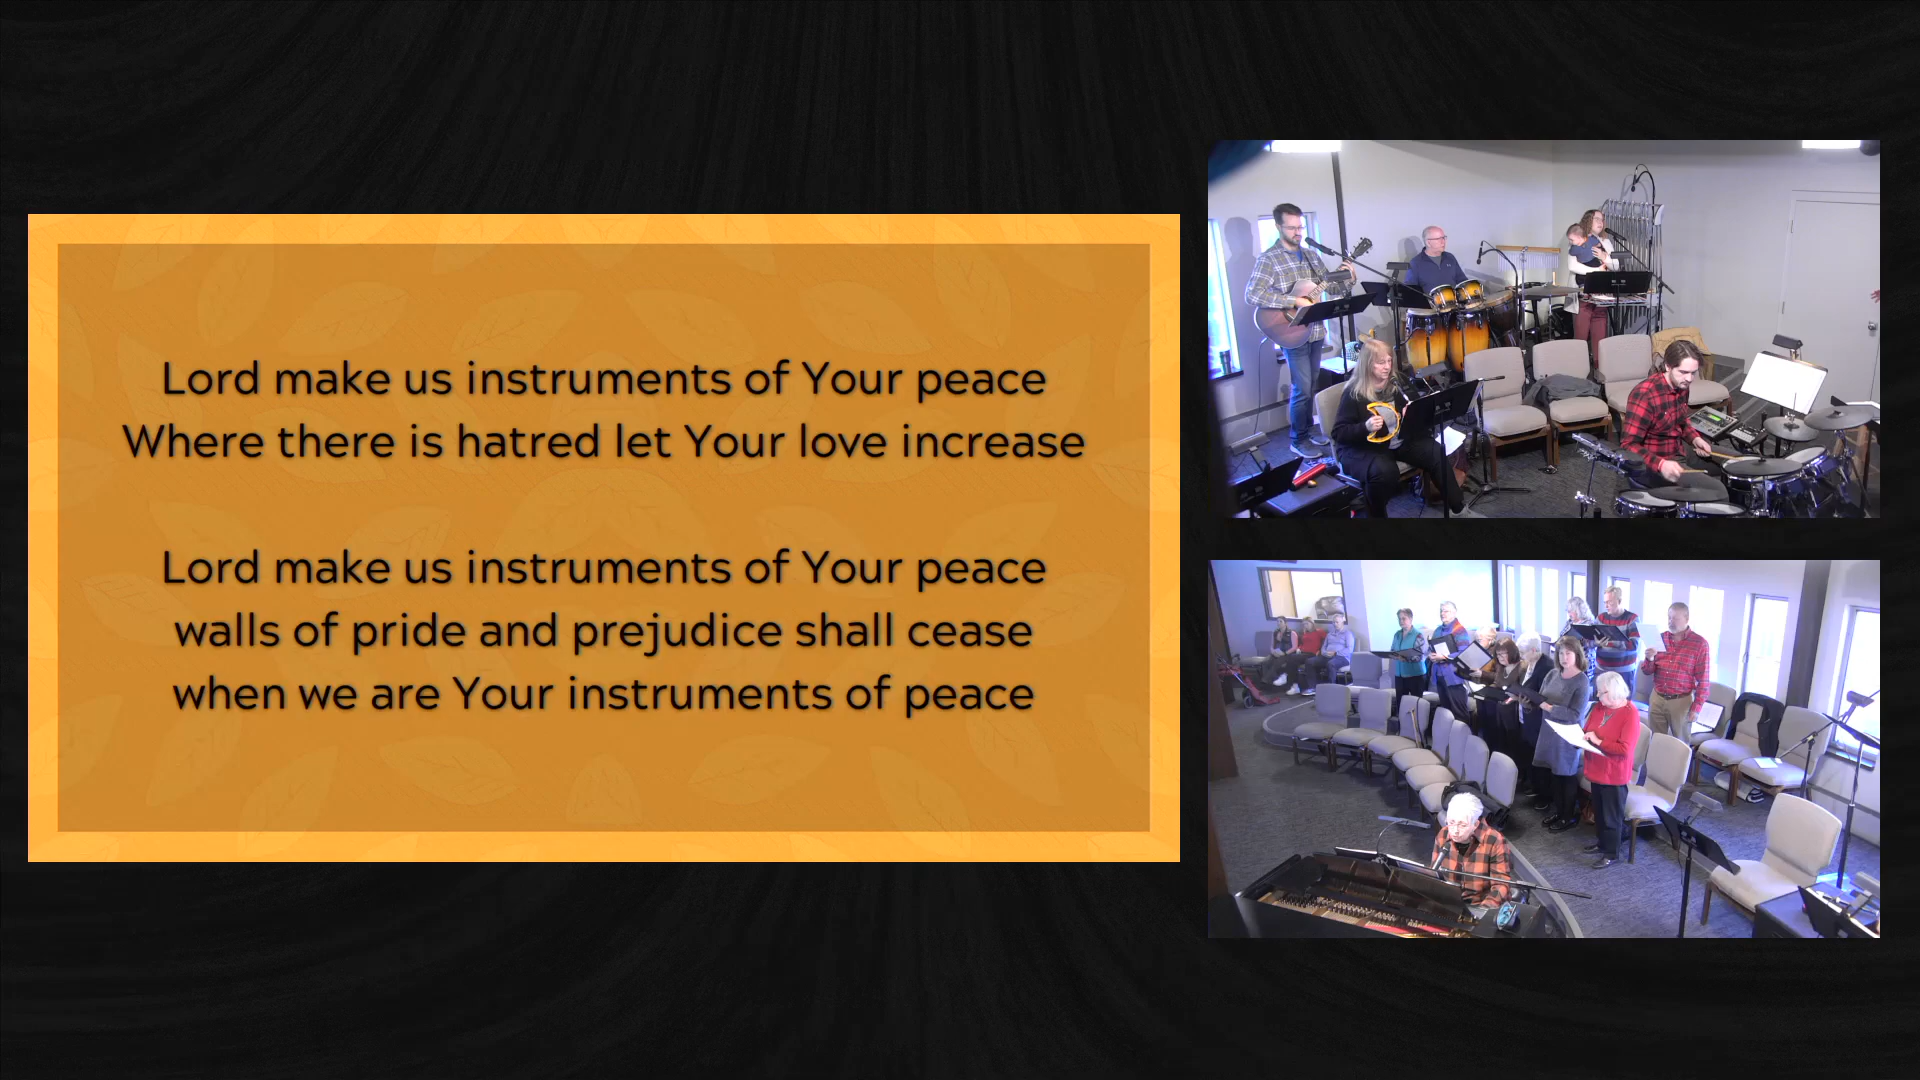 Lord make us instruments of Your peace
Where there is hatred let Your love increase
Lord make us instruments of Your peace
walls of pride and prejudice shall cease
when we are Your instruments of peace